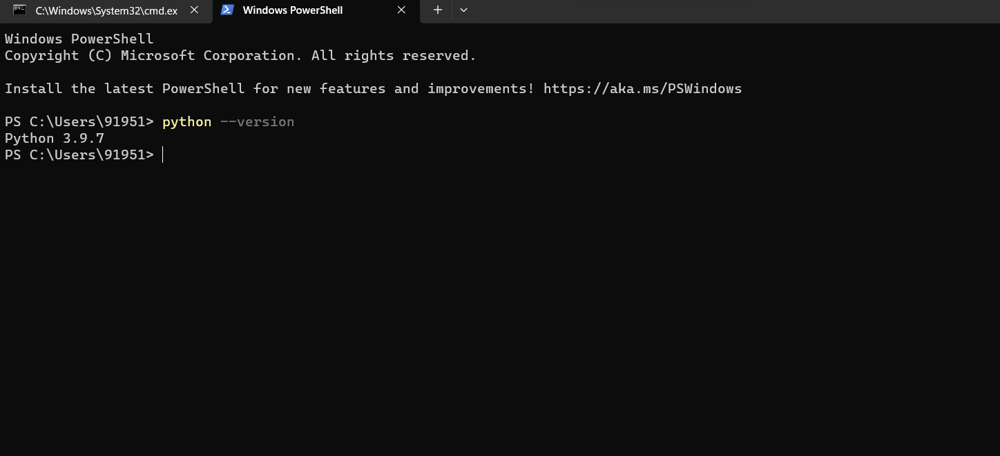 C:\Windows\System32\cmd.ex
Windows PowerShell
Windows PowerShell
Copyright (C) Microsoft Corporation. All rights reserved.
Install the latest PowerShell for new features and improvements! https://aka.ms/PSWindows
PS C:\Users\91951> python --version
Python 3.9.7
PS C:\Users\91951>